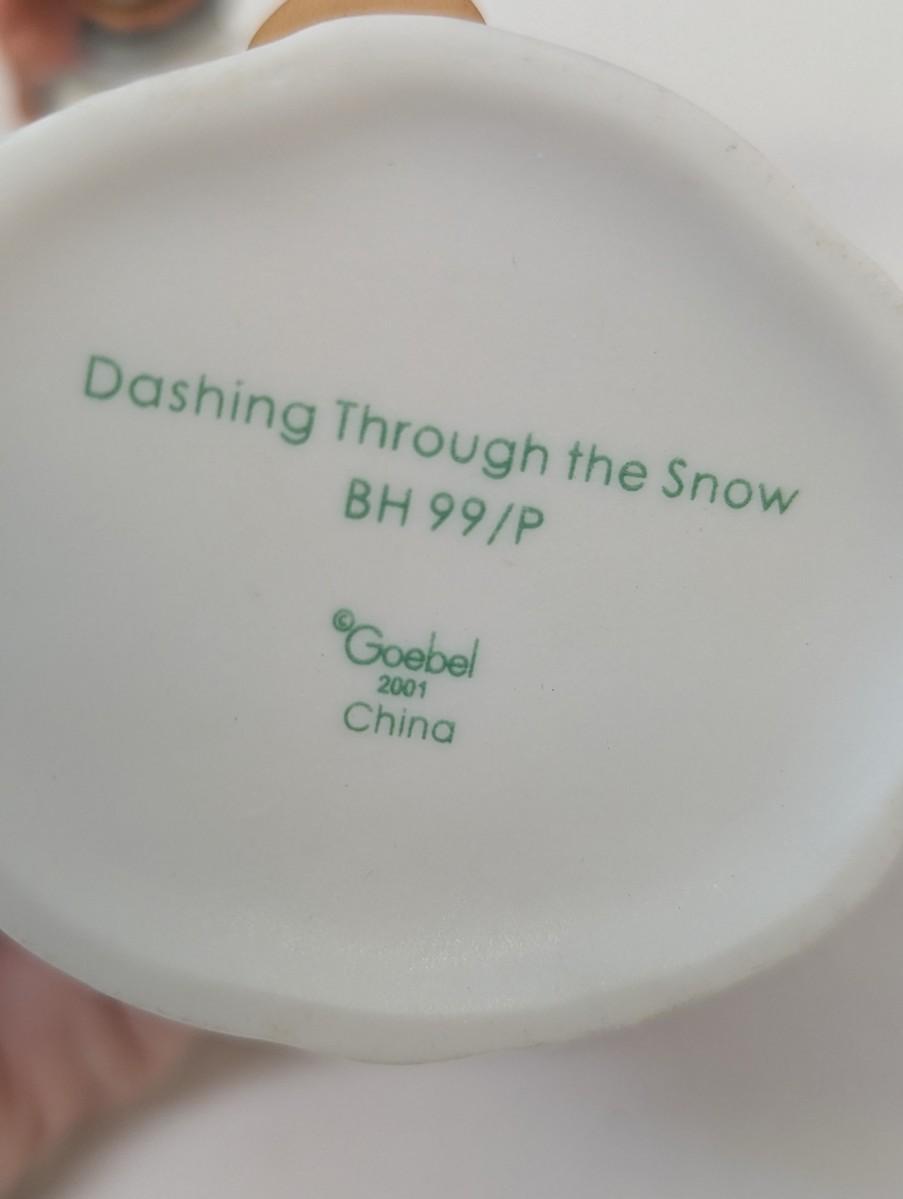 Dashing Through the Snow
BH 99/P
©Goebel
2001
China